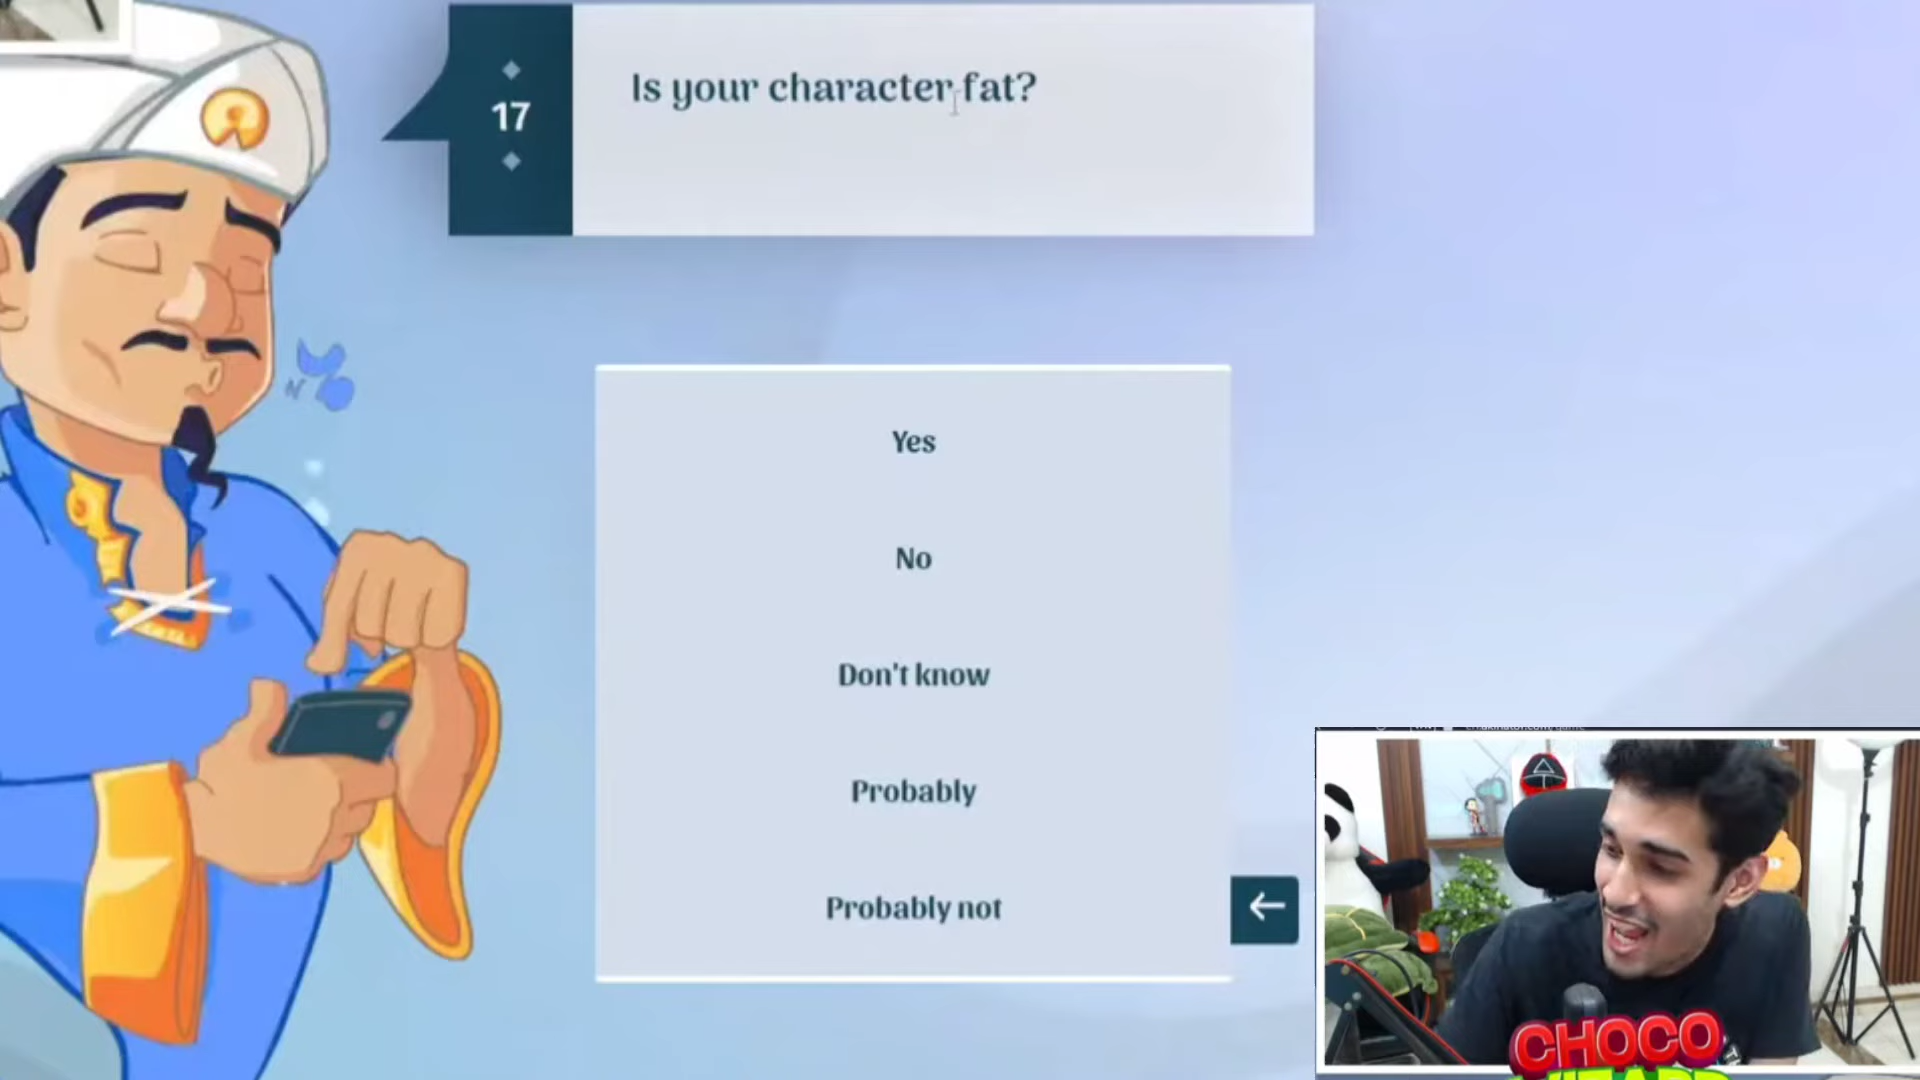 17
Is your character fat?
Yes
No
Don't know
Probably
Probably not
CHOCO